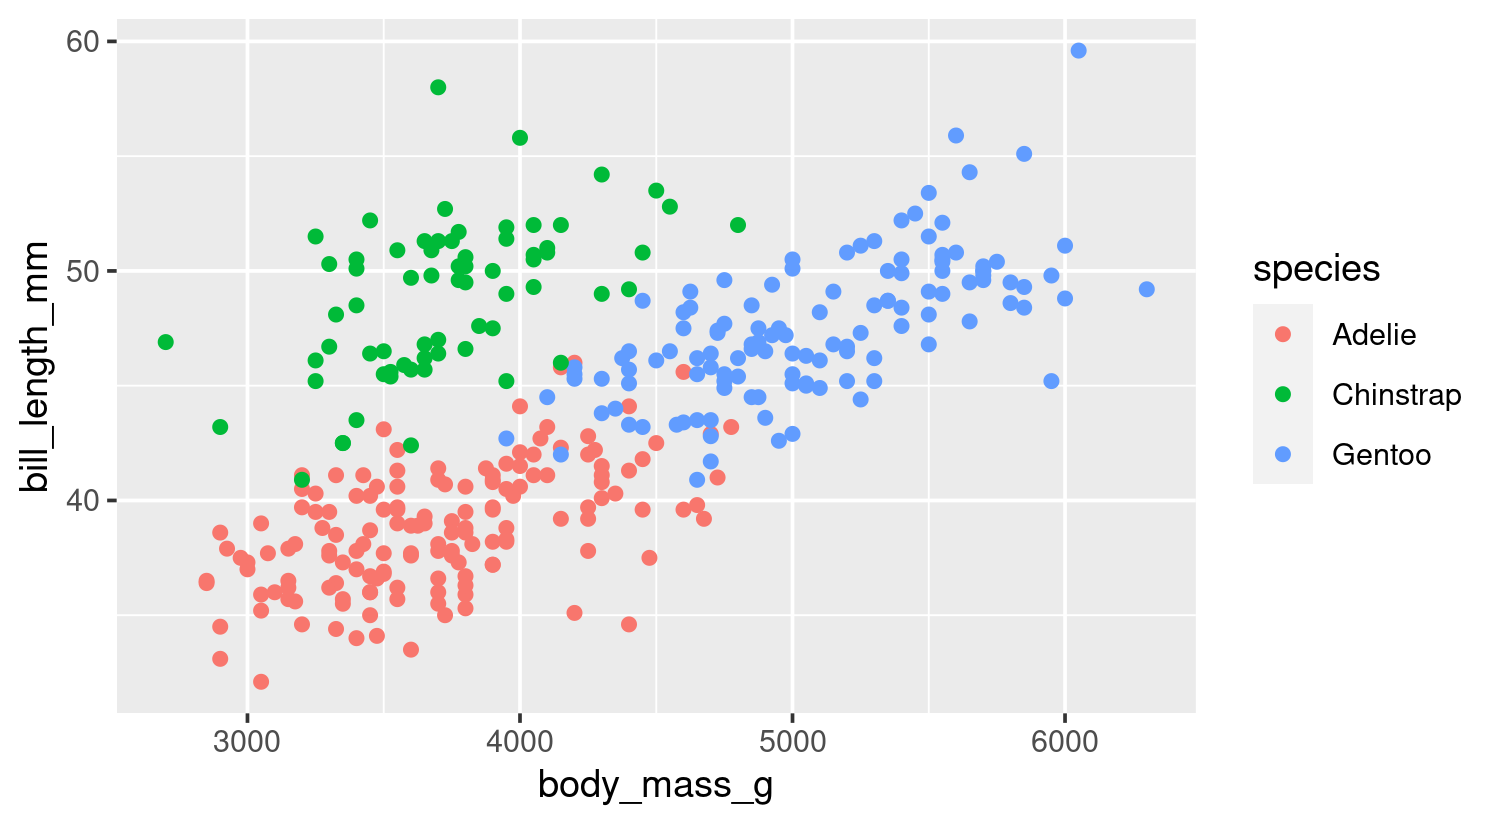 60
50
40
bill_length_mm
3000 4000 5000 6000
body_mass_g
species
Adelie
Chinstrap
Gentoo